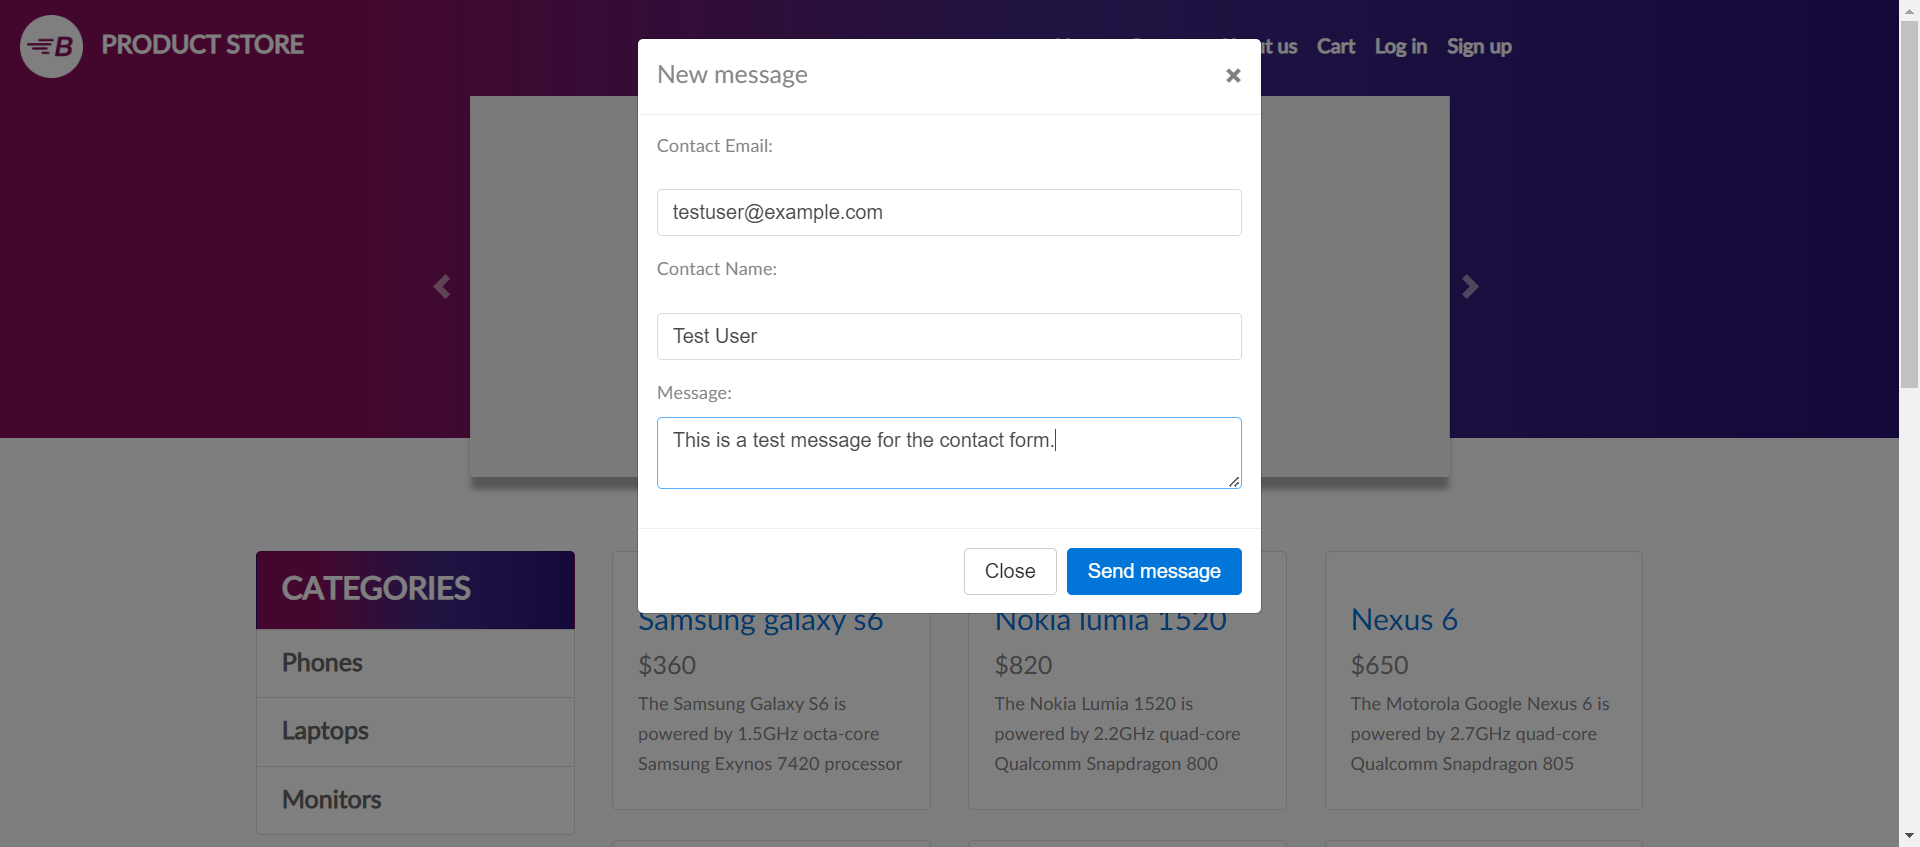 B PRODUCT STORE
t us Cart Log in Sign up
New message
×
Contact Email:
testuser@example.com
Contact Name:
Test User
Message:
This is a test message for the contact form.
Close Send message
CATEGORIES
Phones
Laptops
Monitors
Samsung galaxy s6
$360
The Samsung Galaxy S6 is
powered by 1.5GHz octa-core
Samsung Exynos 7420 processor
Nokia lumia 1520
$820
The Nokia Lumia 1520 is
powered by 2.2GHz quad-core
Qualcomm Snapdragon 800
Nexus 6
$650
The Motorola Google Nexus 6 is
powered by 2.7GHz quad-core
Qualcomm Snapdragon 805